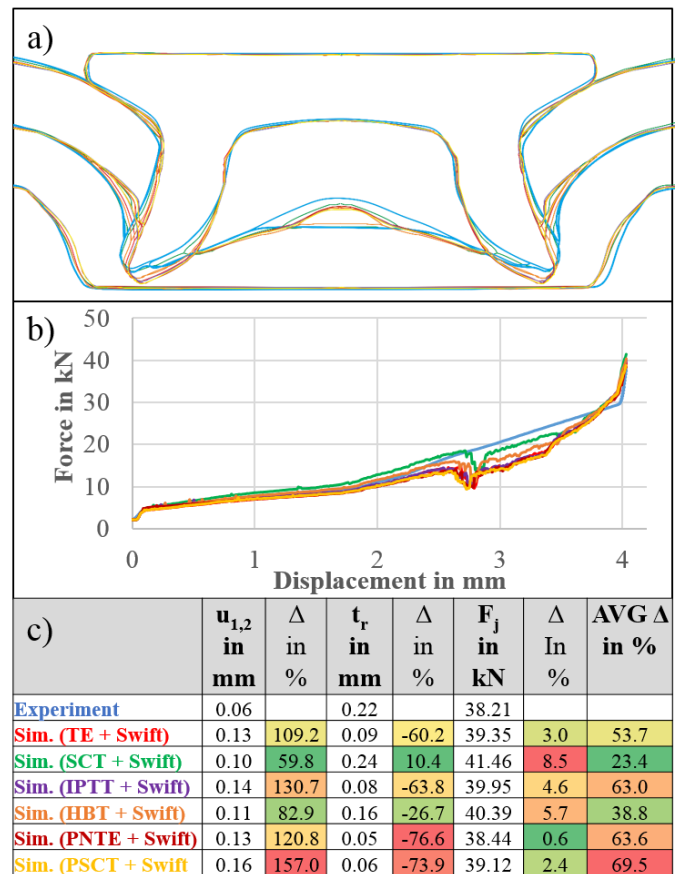 a)
b)
50
40
30
20
10
0
Force in kN
0 1 2 3 4
Displacement in mm
c)
u1,2 in mm Δ in % tr in mm Δ in % Fj in kN Δ In % AVG Δ in %
Experiment 0.06 0.22 38.21
Sim. (TE + Swift) 0.13 109.2 0.09 -60.2 39.35 3.0 53.7
Sim. (SCT + Swift) 0.10 59.8 0.24 10.4 41.46 8.5 23.4
Sim. (IPTT + Swift) 0.14 130.7 0.08 -63.8 39.95 4.6 63.0
Sim. (HBT + Swift) 0.11 82.9 0.16 -26.7 40.39 5.7 38.8
Sim. (PNTE + Swift) 0.13 120.8 0.05 -76.6 38.44 0.6 63.6
Sim. (PSCT + Swift 0.16 157.0 0.06 -73.9 39.12 2.4 69.5